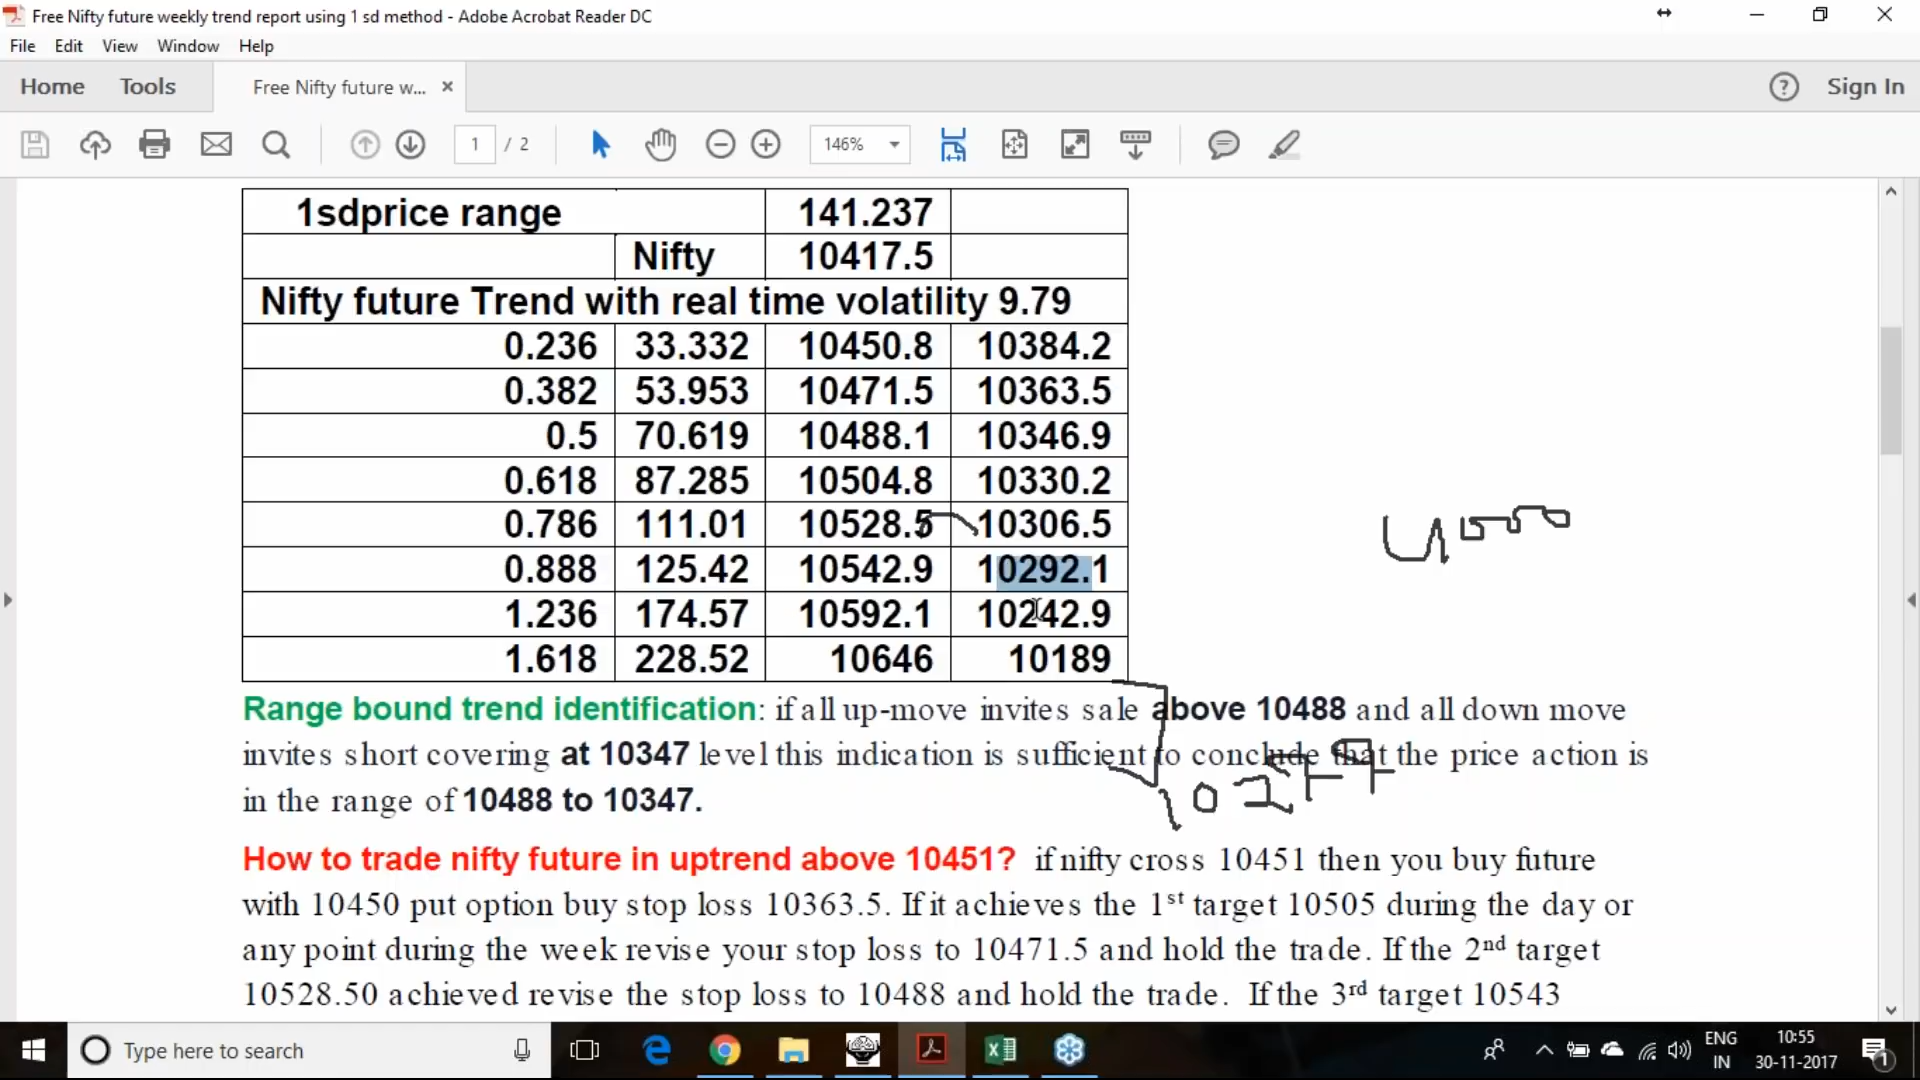 Free Nifty future weekly trend report using 1 sd method - Adobe Acrobat Reader DC
File Edit View Window Help
Home Tools Free Nifty future w... × Sign In
1 / 2 146%
1sdprice range 141.237
Nifty 10417.5
Nifty future Trend with real time volatility 9.79
0.236 33.332 10450.8 10384.2
0.382 53.953 10471.5 10363.5
0.5 70.619 10488.1 10346.9
0.618 87.285 10504.8 10330.2
0.786 111.01 10528.5 10306.5
0.888 125.42 10542.9 10292.1
1.236 174.57 10592.1 10242.9
1.618 228.52 10646 10189
Range bound trend identification: if all up-move invites sale above 10488 and all down move
invites short covering at 10347 level this indication is sufficient to conclude that the price action is
in the range of 10488 to 10347.
How to trade nifty future in uptrend above 10451? if nifty cross 10451 then you buy future
with 10450 put option buy stop loss 10363.5. If it achieves the 1st target 10505 during the day or
any point during the week revise your stop loss to 10471.5 and hold the trade. If the 2nd target
10528.50 achieved revise the stop loss to 10488 and hold the trade. If the 3rd target 10543
Type here to search ENG 10:55
IN 30-11-2017 1